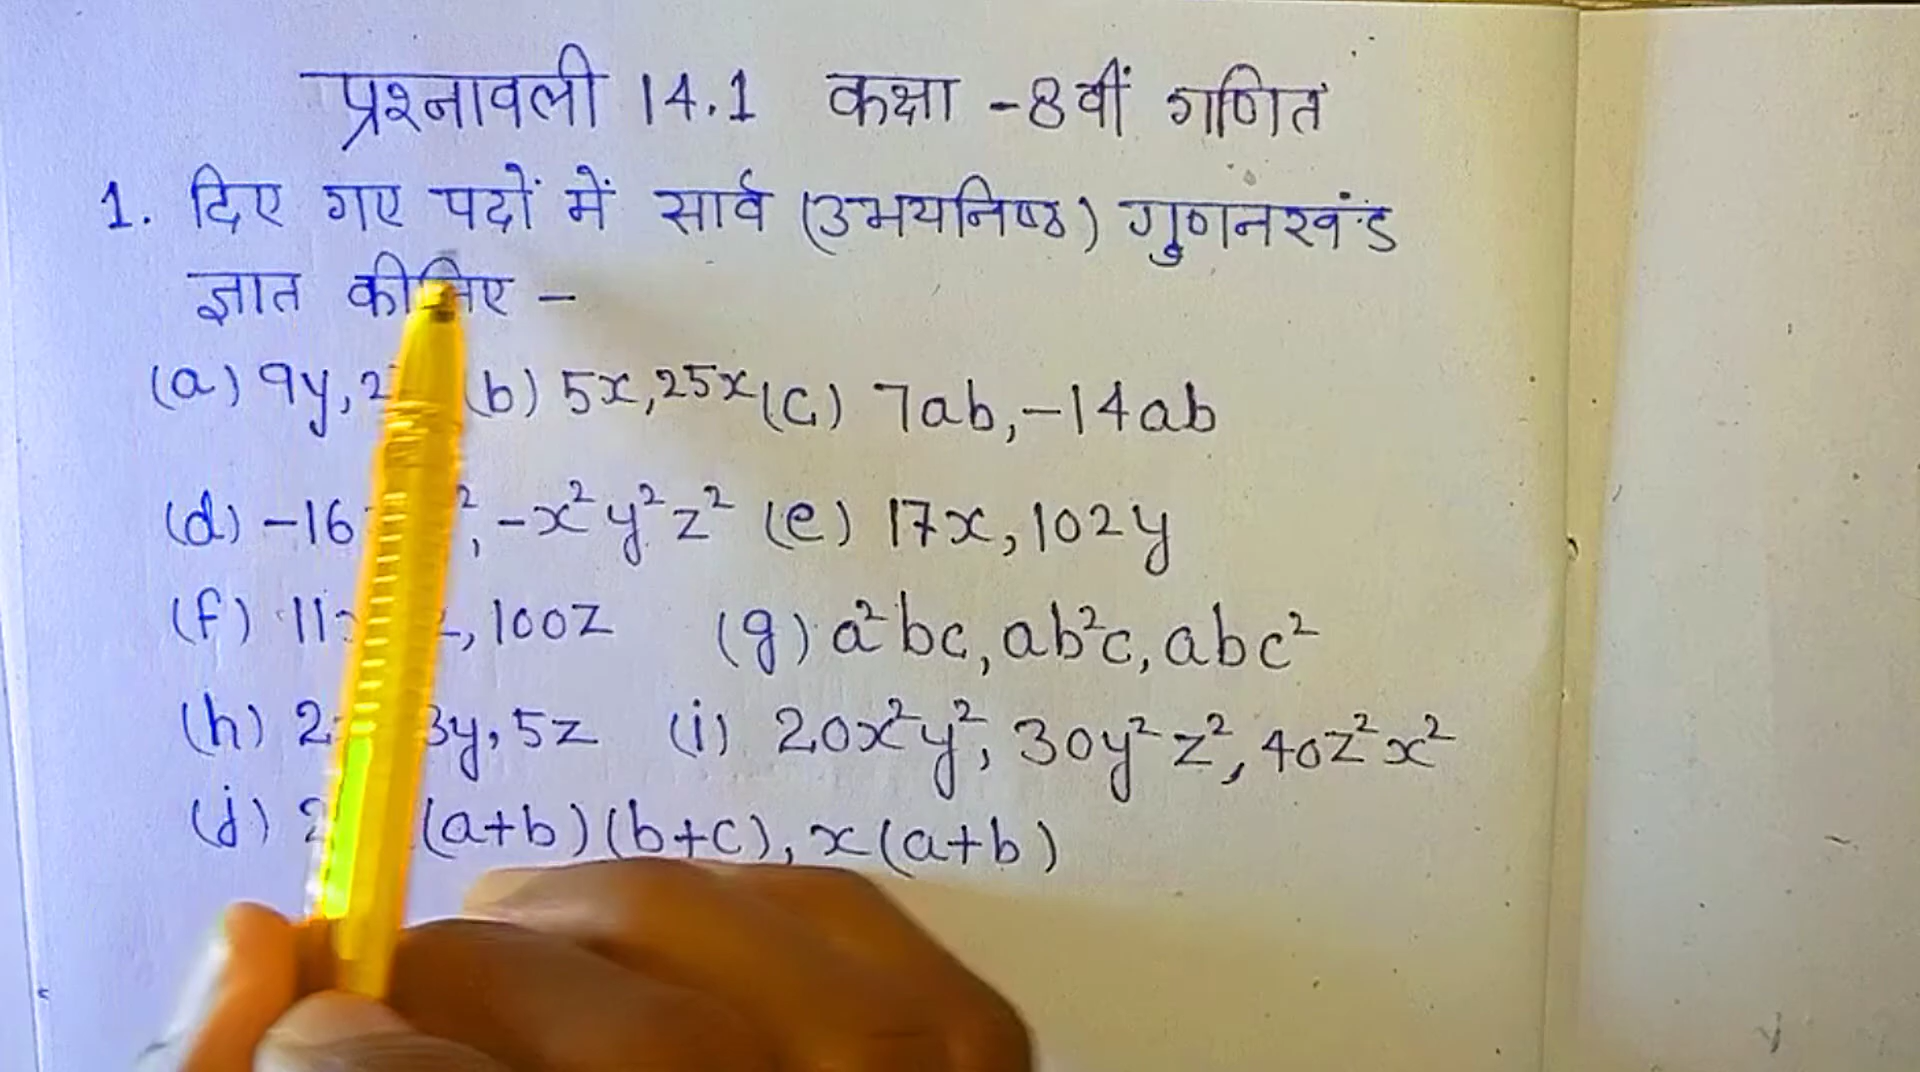 प्रश्नावली 14.1 कक्षा -8वीं गणित
1. दिए गए पदों में सार्व (उभयनिष्ठ) गुणनखंड
ज्ञात कीजिए -
(a) 9y, (b) 5x, 25x (c) 7ab, -14ab
(d) -16 , -x²y²z² (e) 17x, 102y
(f) 11 , 100z (g) a²bc, ab²c, abc²
(h) 3y, 5z (i) 20x²y², 30y²z², 40z²x²
(j) (a+b)(b+c), x(a+b)